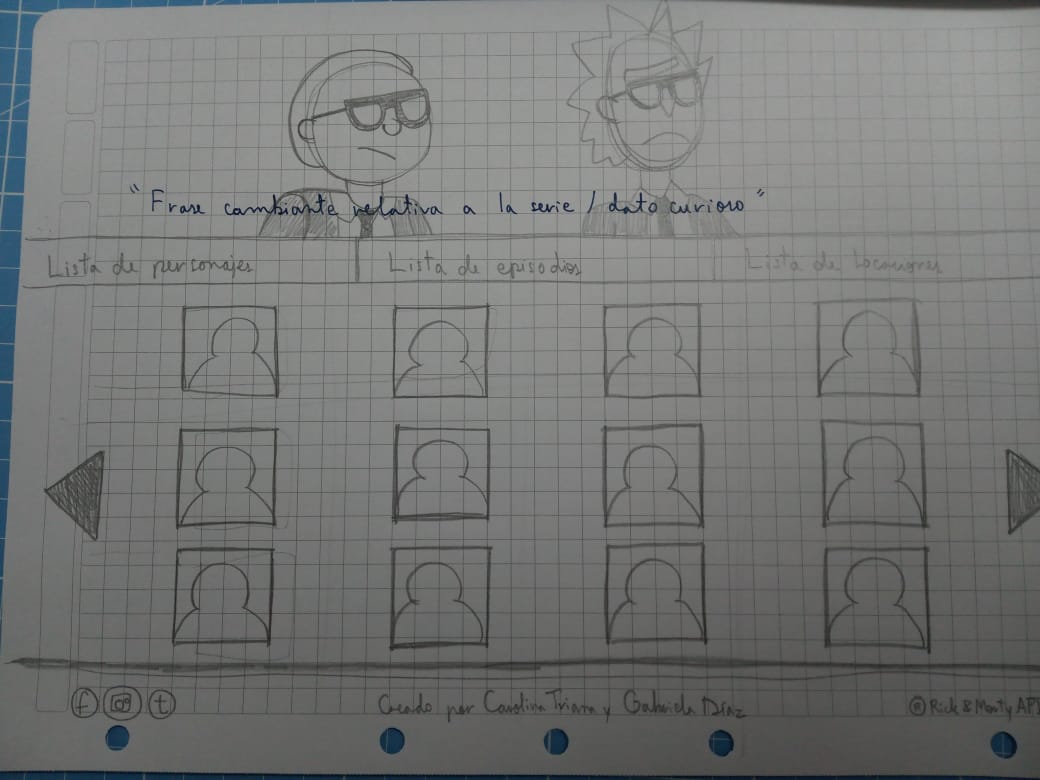 "Frase cambiante relativa a la serie / dato curioso"
Lista de personajes
Lista de episodios
Lista de locaciones
f
t
Creado por Carolina Triana y Gabriela Díaz
® Rick & Morty API